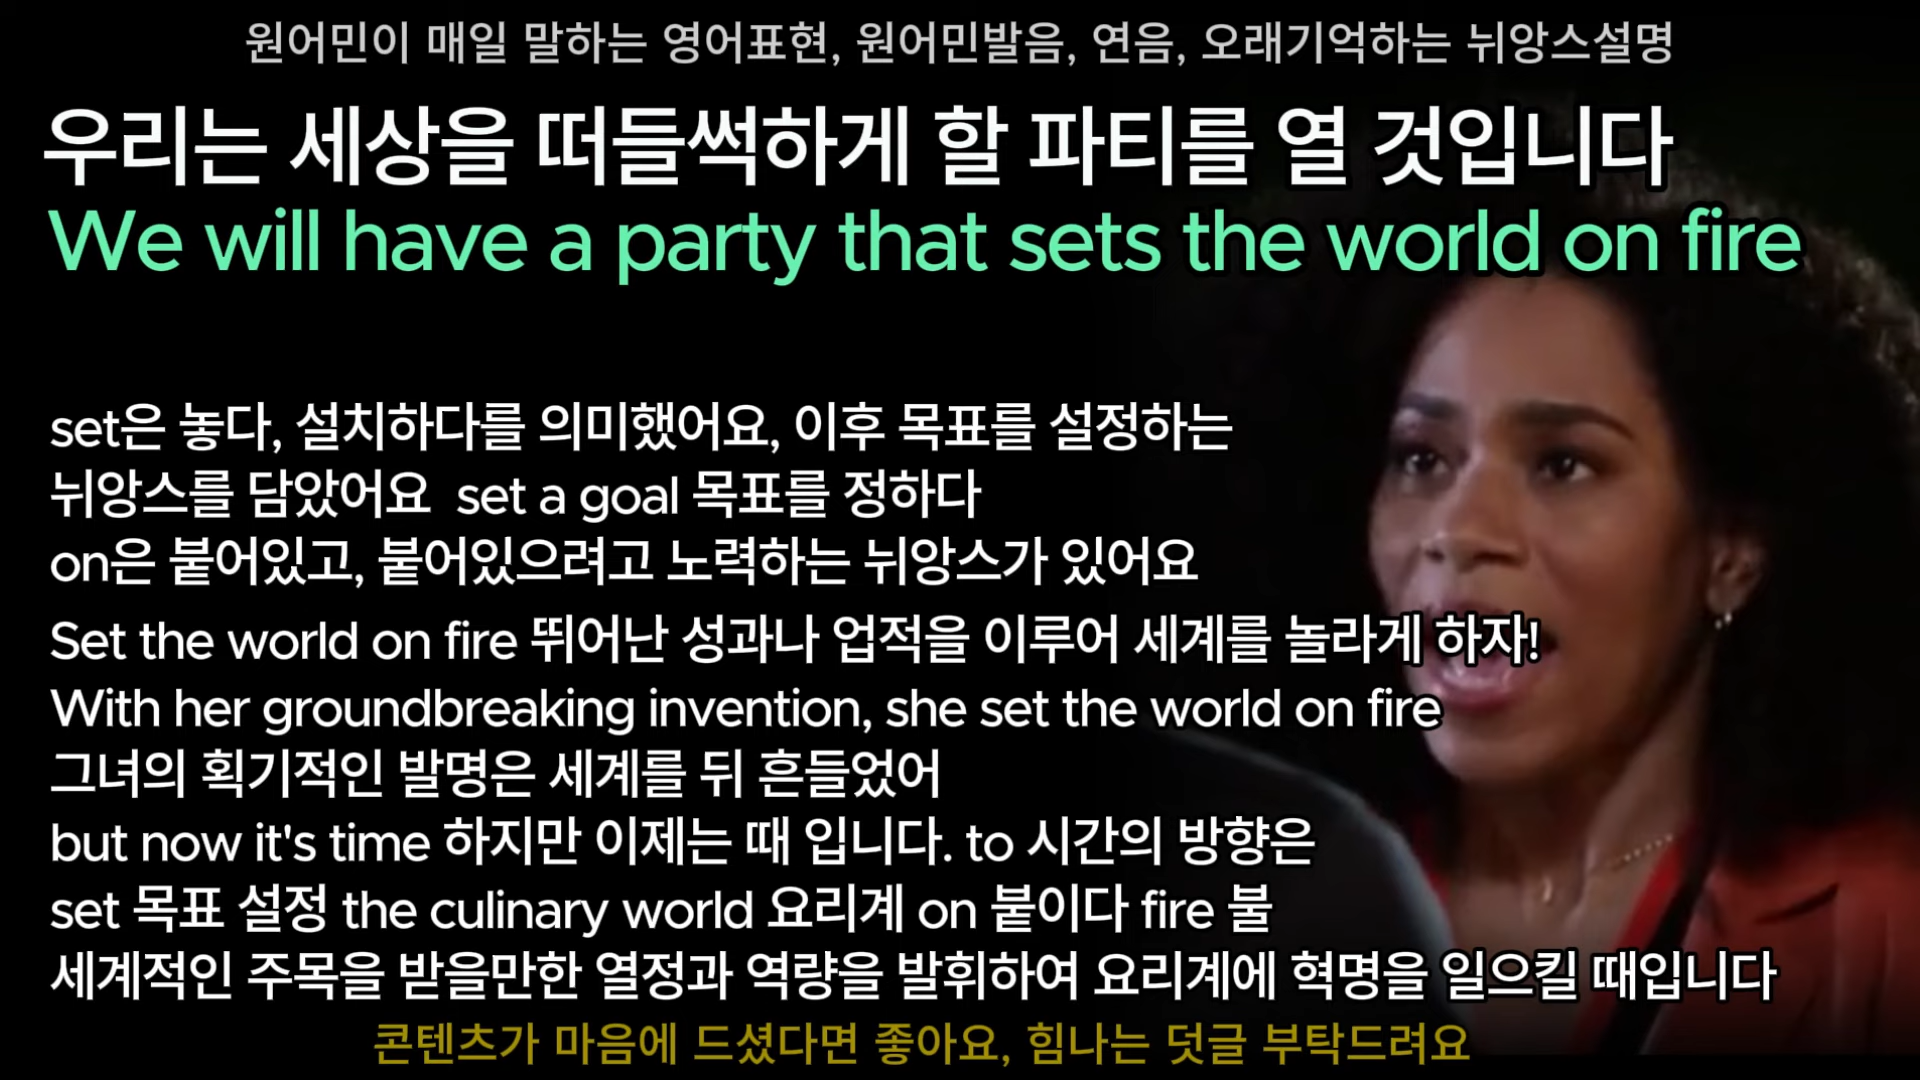 원어민이 매일 말하는 영어표현, 원어민발음, 연음, 오래기억하는 뉘앙스설명
우리는 세상을 떠들썩하게 할 파티를 열 것입니다
We will have a party that sets the world on fire
set은 놓다, 설치하다를 의미했어요, 이후 목표를 설정하는
뉘앙스를 담았어요 set a goal 목표를 정하다
on은 붙어있고, 붙어있으려고 노력하는 뉘앙스가 있어요
Set the world on fire 뛰어난 성과나 업적을 이루어 세계를 놀라게 하자!
With her groundbreaking invention, she set the world on fire
그녀의 획기적인 발명은 세계를 뒤 흔들었어
but now it's time 하지만 이제는 때 입니다. to 시간의 방향은
set 목표 설정 the culinary world 요리계 on 붙이다 fire 불
세계적인 주목을 받을만한 열정과 역량을 발휘하여 요리계에 혁명을 일으킬 때입니다
콘텐츠가 마음에 드셨다면 좋아요, 힘나는 덧글 부탁드려요